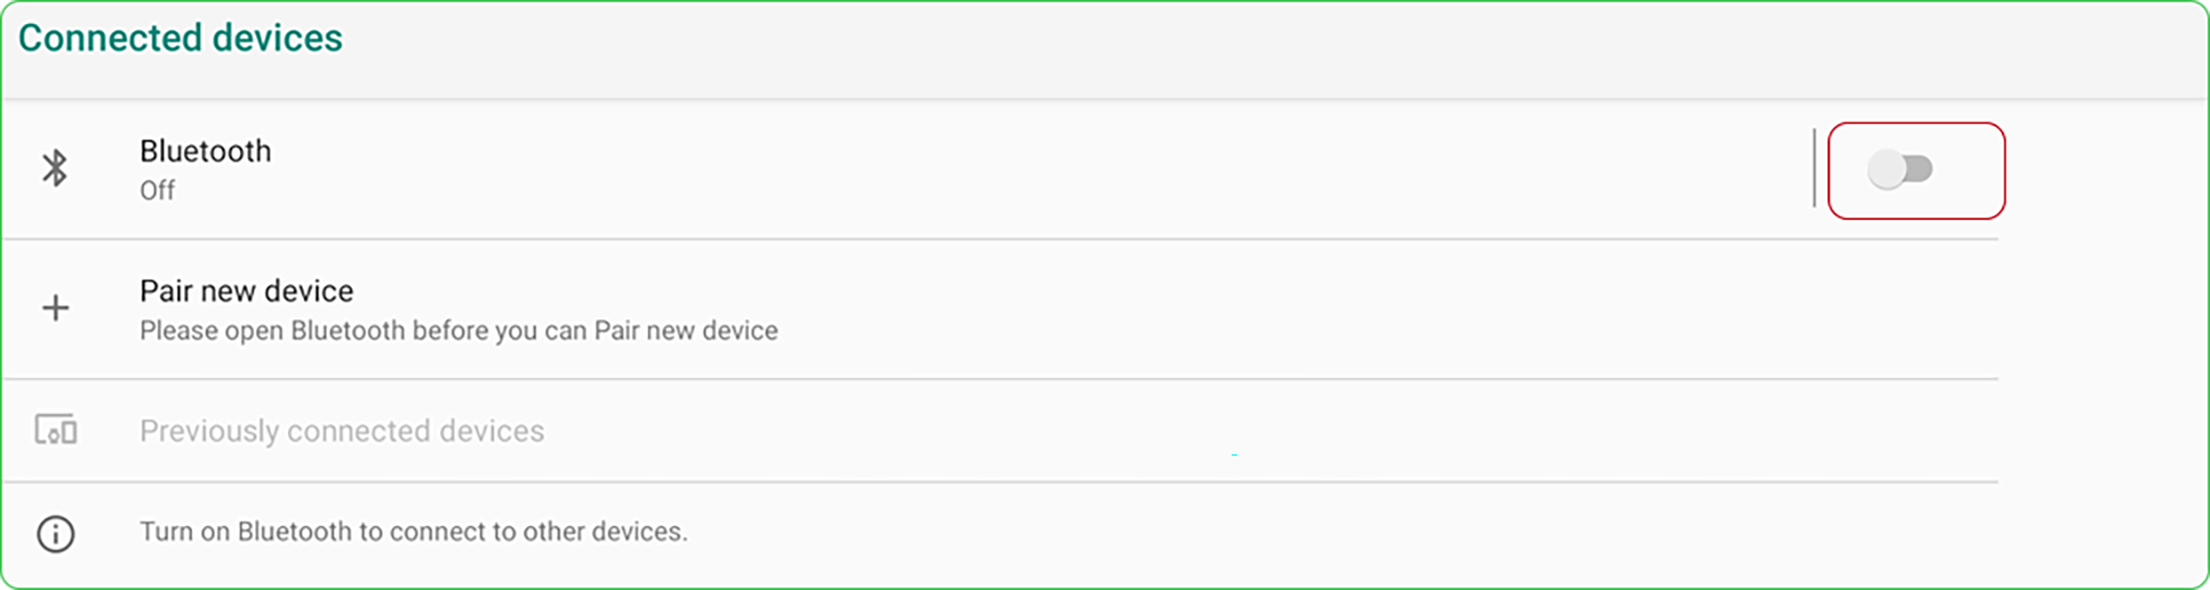 Connected devices
Bluetooth
Off
Pair new device
Please open Bluetooth before you can Pair new device
Previously connected devices
Turn on Bluetooth to connect to other devices.